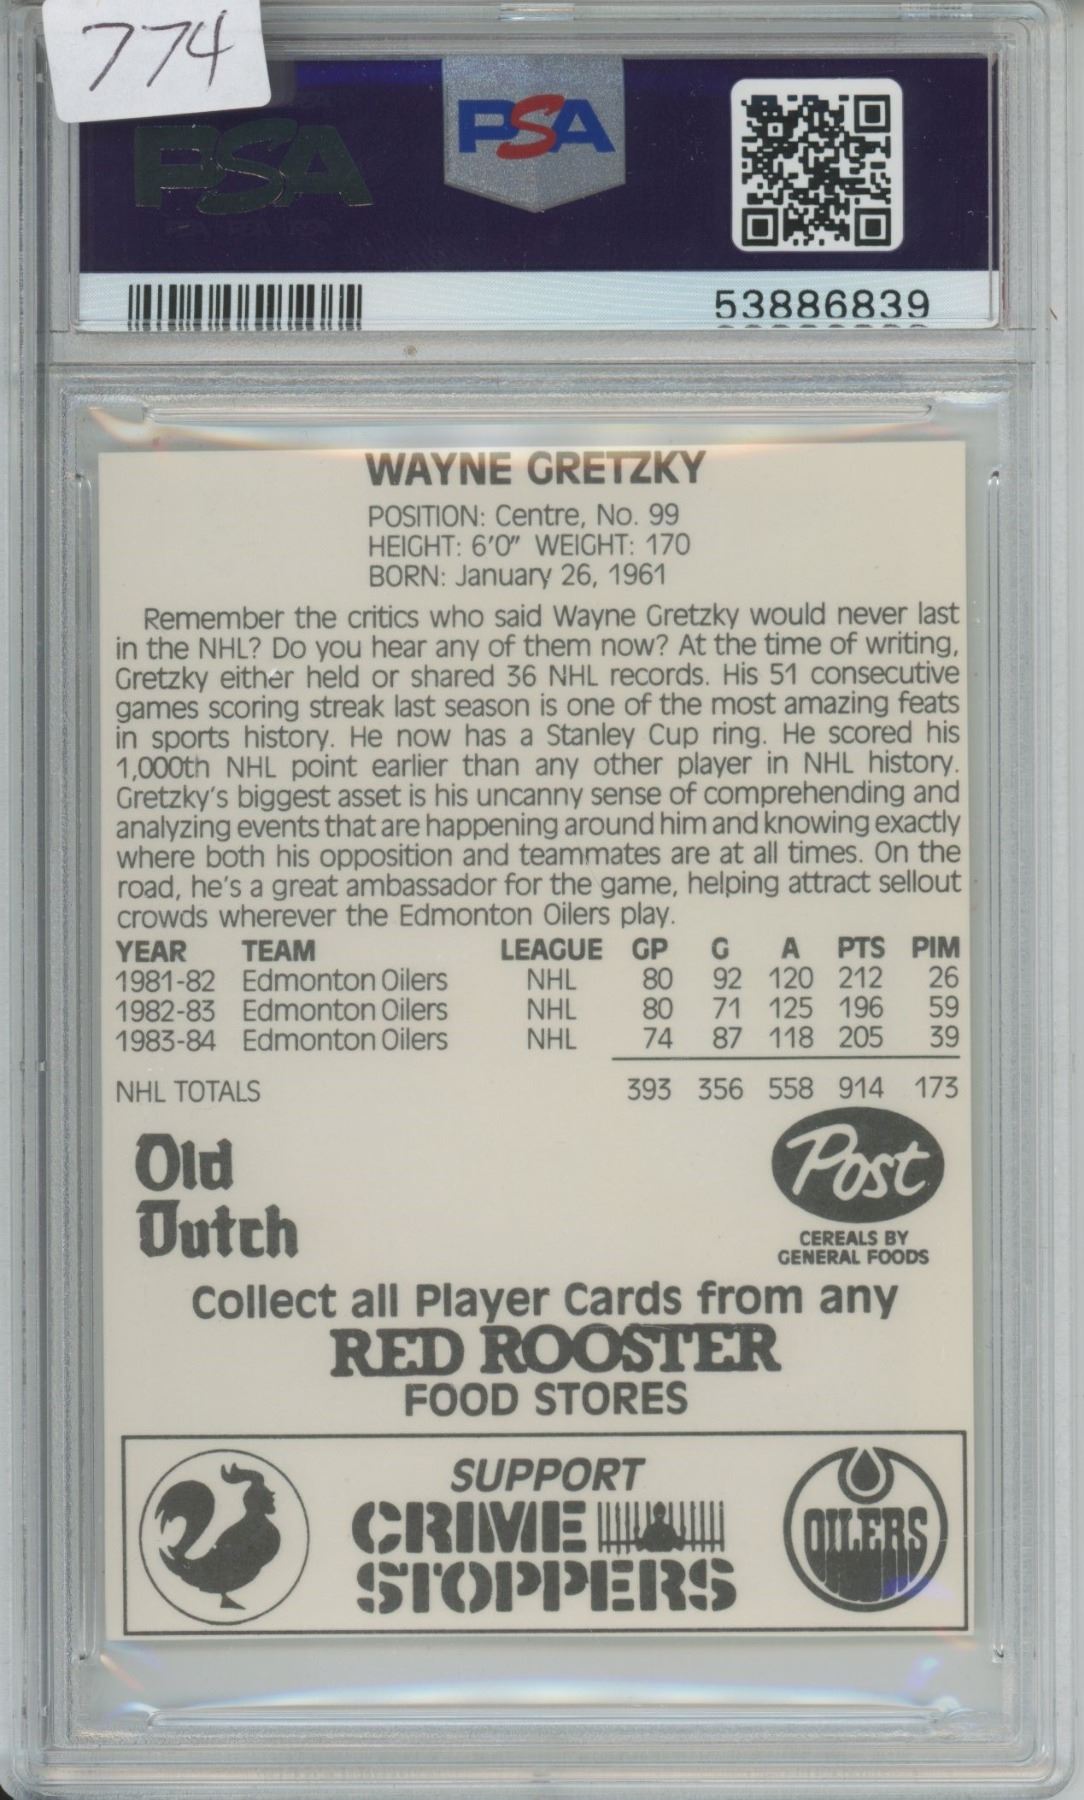 774
PSA
PSA
53886839
WAYNE GRETZKY
POSITION: Centre, No. 99
HEIGHT: 6'0" WEIGHT: 170
BORN: January 26, 1961
Remember the critics who said Wayne Gretzky would never last
in the NHL? Do you hear any of them now? At the time of writing,
Gretzky either held or shared 36 NHL records. His 51 consecutive
games scoring streak last season is one of the most amazing feats
in sports history. He now has a Stanley Cup ring. He scored his
1,000th NHL point earlier than any other player in NHL history.
Gretzky's biggest asset is his uncanny sense of comprehending and
analyzing events that are happening around him and knowing exactly
where both his opposition and teammates are at all times. On the
road, he's a great ambassador for the game, helping attract sellout
crowds wherever the Edmonton Oilers play.
YEAR TEAM LEAGUE GP G A PTS PIM
1981-82 Edmonton Oilers NHL 80 92 120 212 26
1982-83 Edmonton Oilers NHL 80 71 125 196 59
1983-84 Edmonton Oilers NHL 74 87 118 205 39
NHL TOTALS 393 356 558 914 173
Old
Dutch
Post
CEREALS BY
GENERAL FOODS
Collect all Player Cards from any
RED ROOSTER
FOOD STORES
SUPPORT
CRIME
STOPPERS
OILERS